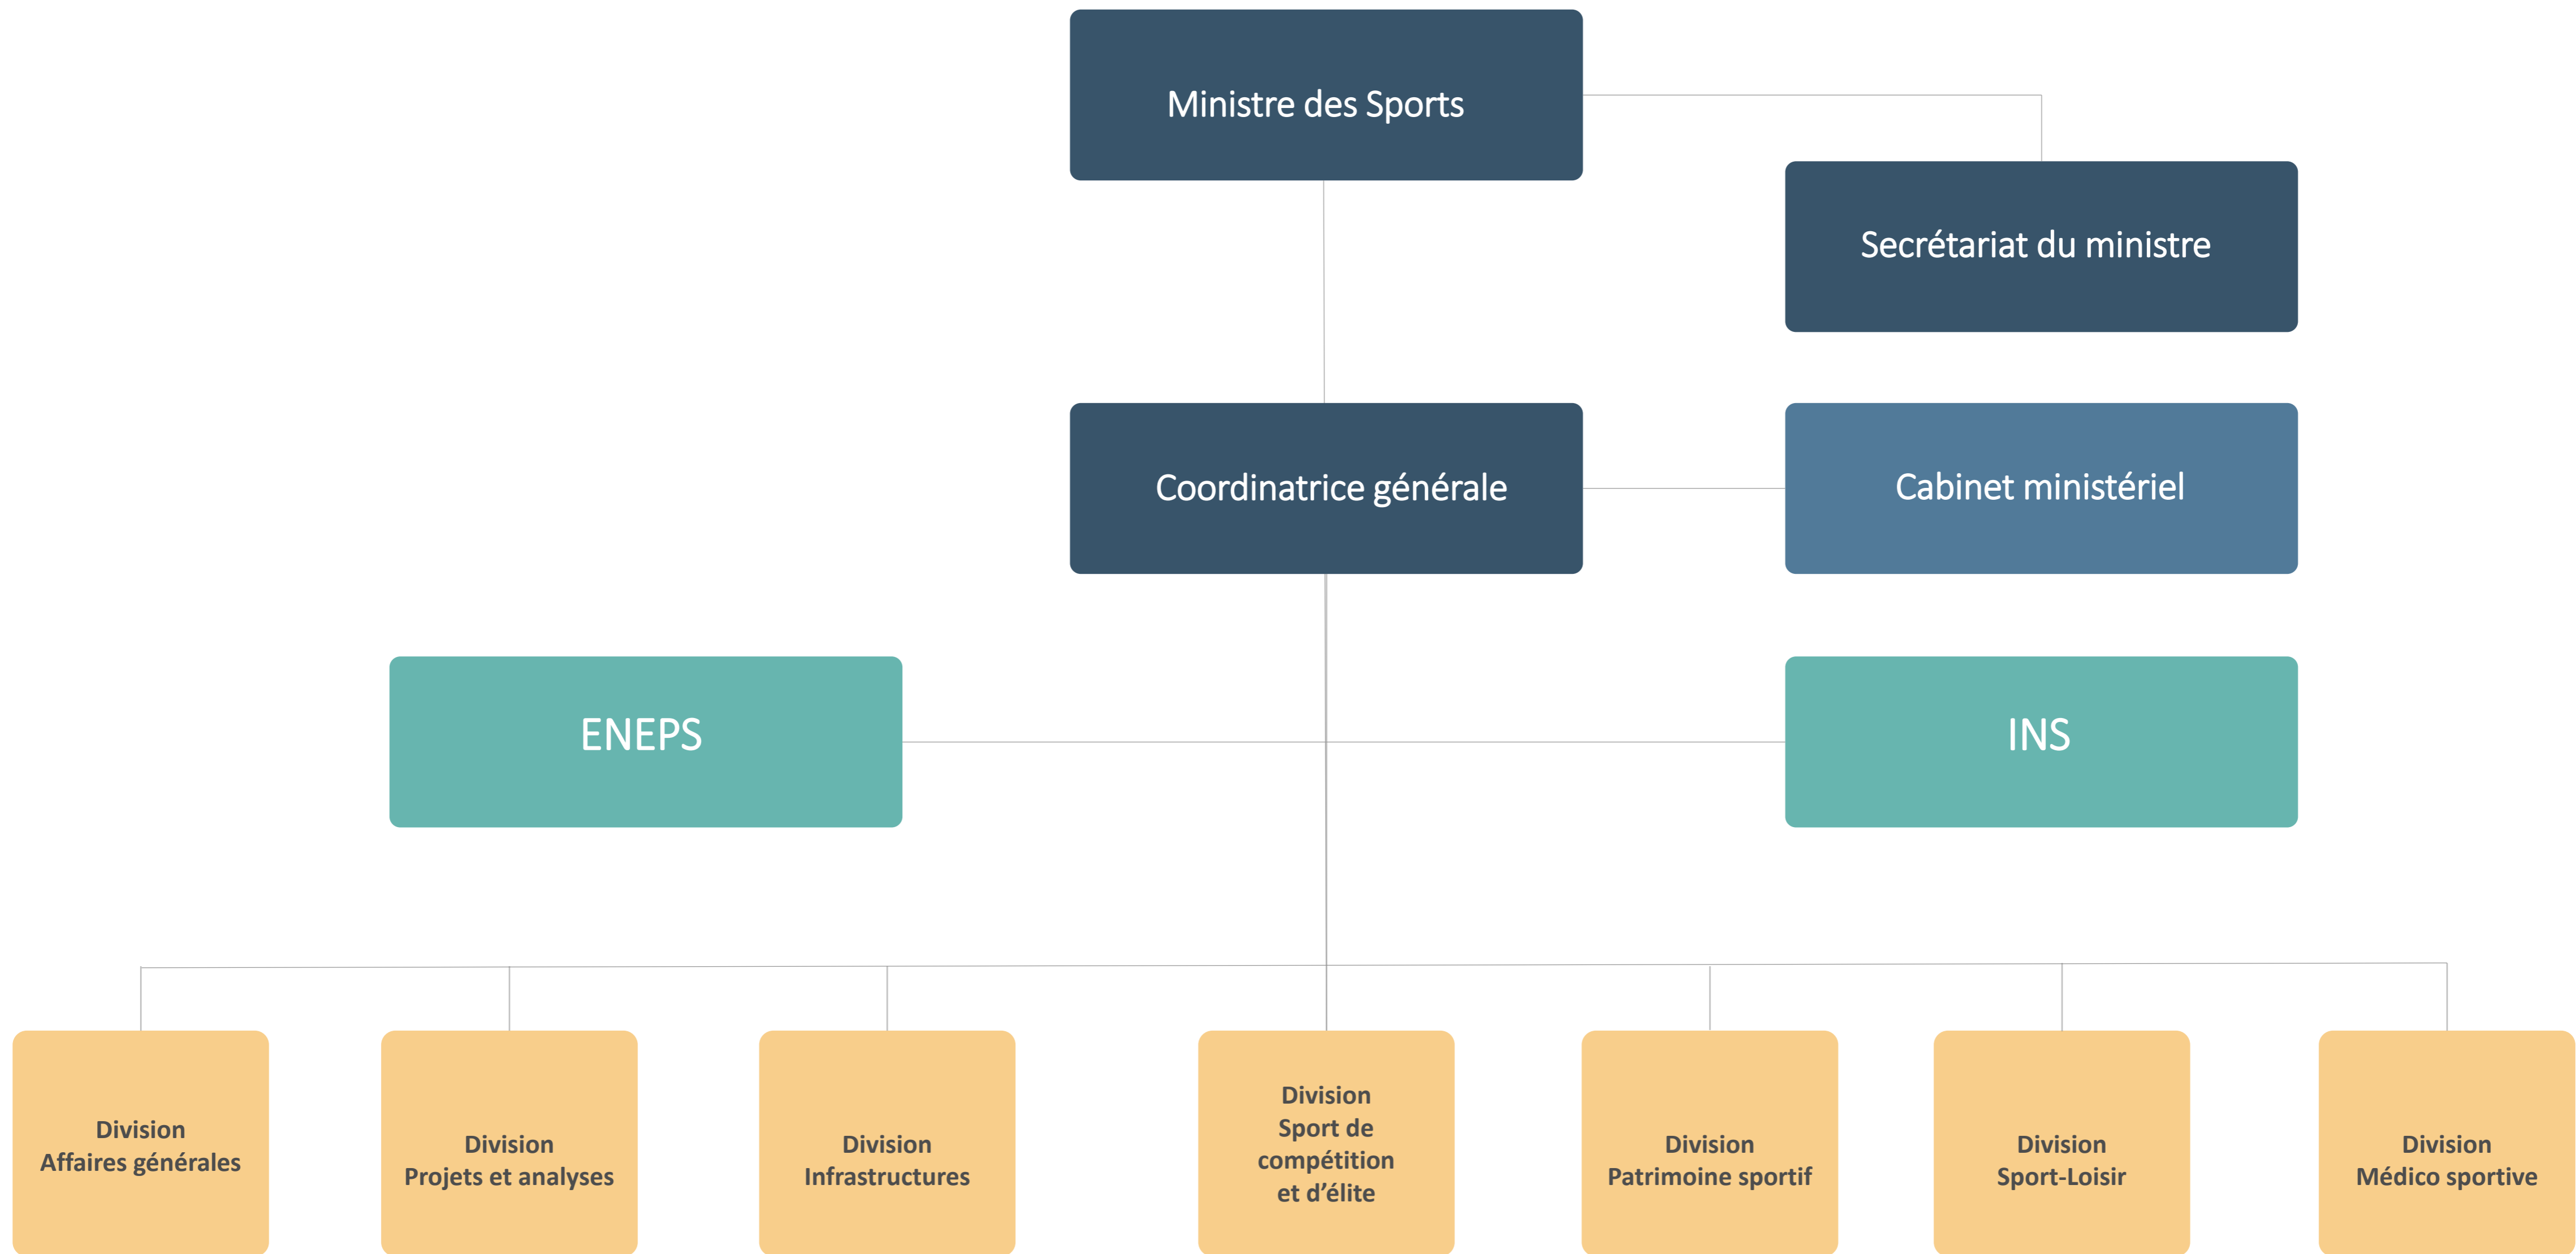 Ministre des Sports
Secrétariat du ministre
Coordinatrice générale
Cabinet ministériel
ENEPS
INS
Division
Affaires générales
Division
Projets et analyses
Division
Infrastructures
Division
Sport de
compétition
et d’élite
Division
Patrimoine sportif
Division
Sport-Loisir
Division
Médico sportive